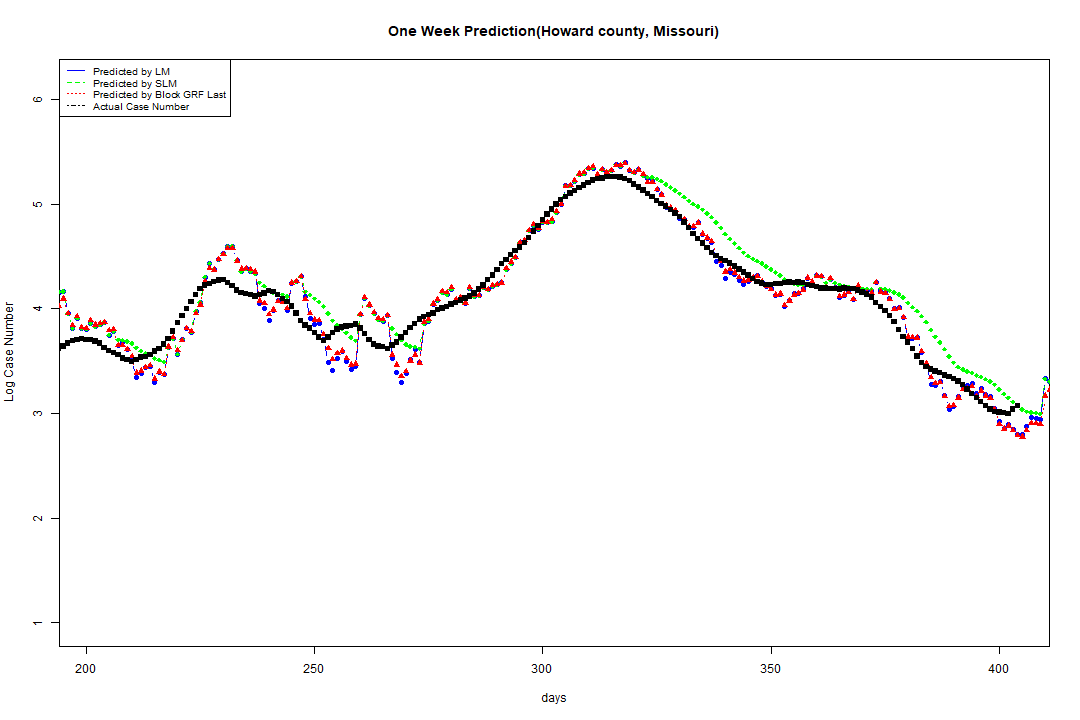 One Week Prediction(Howard county, Missouri)
Predicted by LM
Predicted by SLM
Predicted by Block GRF Last
Actual Case Number
6
5
4
3
2
1
Log Case Number
200 250 300 350 400
days